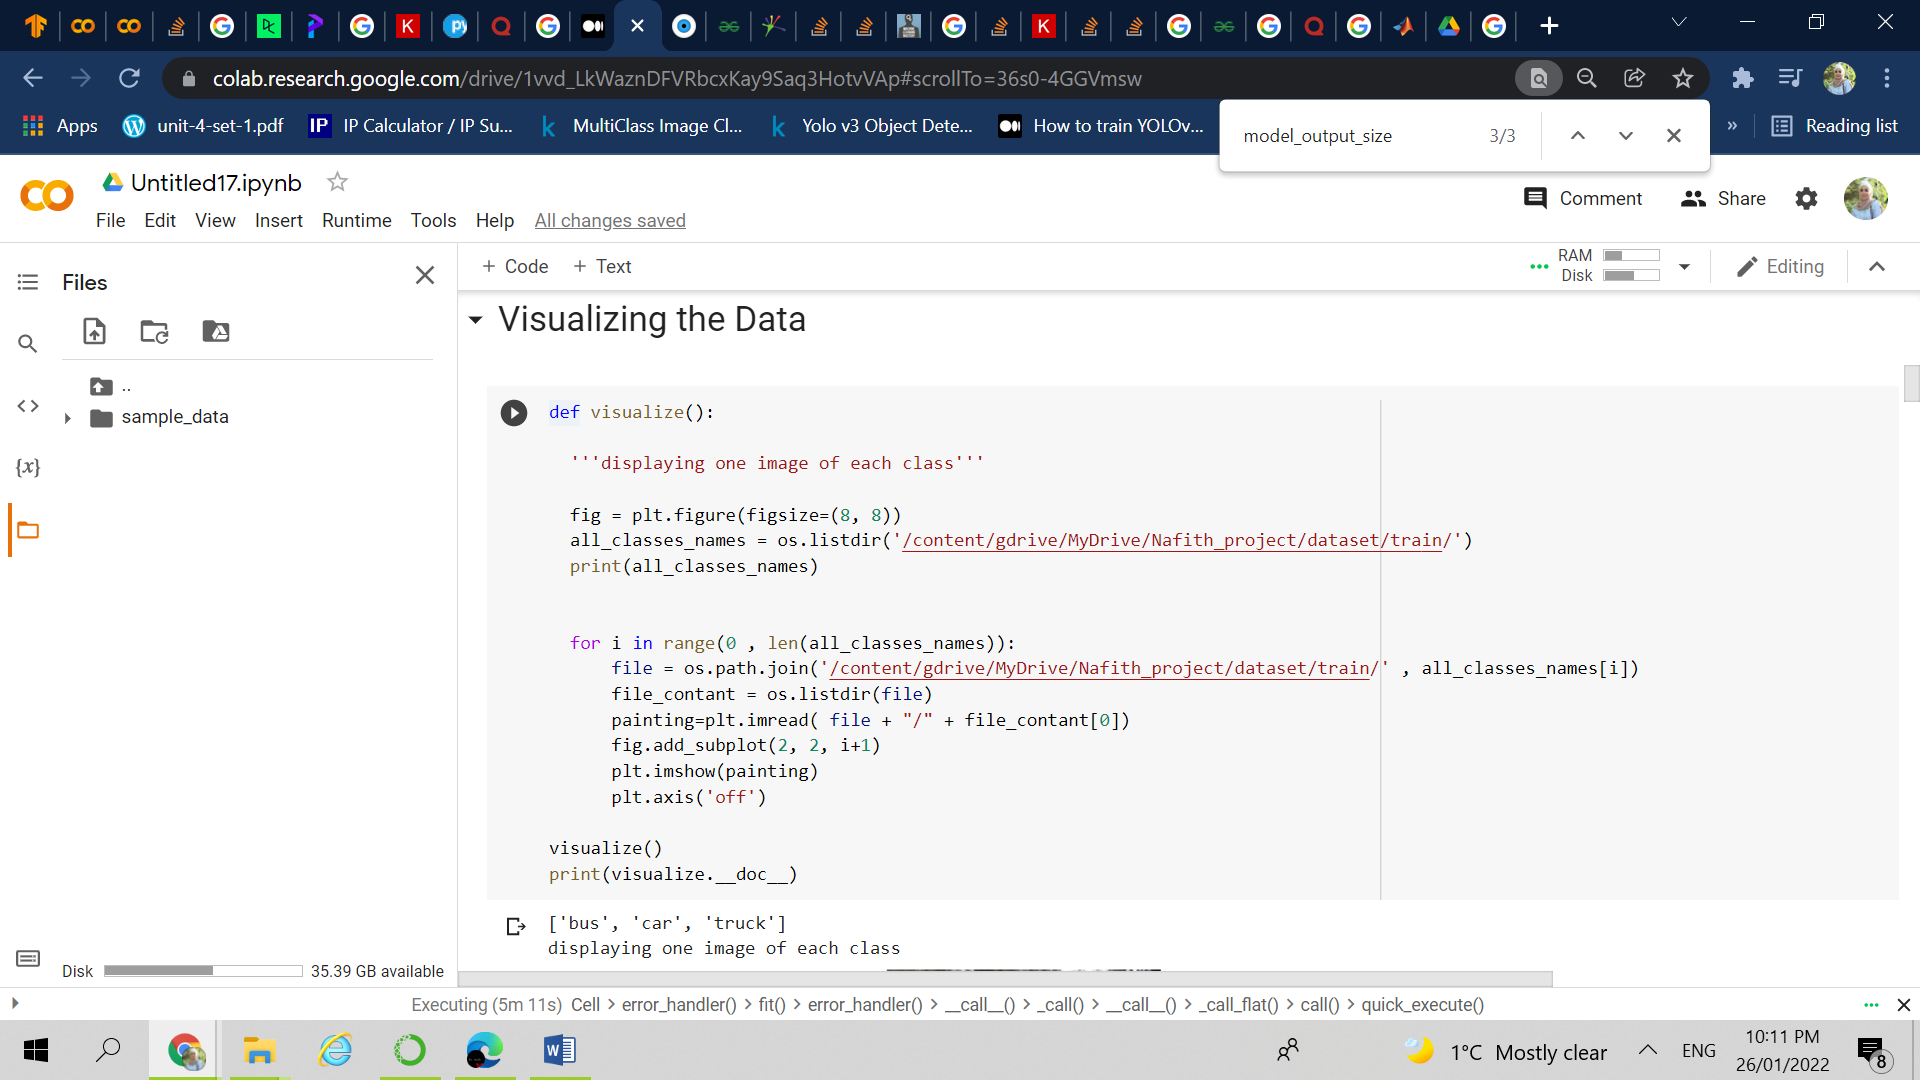 colab.research.google.com/drive/1vvd_LkWaznDFVRbcxKay9Saq3HotvVAp#scrollTo=36s0-4GGVmsw
Apps unit-4-set-1.pdf IP IP Calculator / IP Su... k MultiClass Image Cl... k Yolo v3 Object Dete... How to train YOLOv... » Reading list
model_output_size 3/3
Untitled17.ipynb
File Edit View Insert Runtime Tools Help All changes saved
Comment Share
Files
+ Code + Text
RAM
Disk
Editing
..
sample_data
{x}
Visualizing the Data
def visualize():
'''displaying one image of each class'''
fig = plt.figure(figsize=(8, 8))
all_classes_names = os.listdir('/content/gdrive/MyDrive/Nafith_project/dataset/train/')
print(all_classes_names)
for i in range(0 , len(all_classes_names)):
file = os.path.join('/content/gdrive/MyDrive/Nafith_project/dataset/train/' , all_classes_names[i])
file_contant = os.listdir(file)
painting=plt.imread( file + "/" + file_contant[0])
fig.add_subplot(2, 2, i+1)
plt.imshow(painting)
plt.axis('off')
visualize()
print(visualize.__doc__)
['bus', 'car', 'truck']
displaying one image of each class
Disk 35.39 GB available
Executing (5m 11s) Cell > error_handler() > fit() > error_handler() > __call__() > _call() > __call__() > _call_flat() > call() > quick_execute()
1°C Mostly clear ENG 10:11 PM
26/01/2022
8